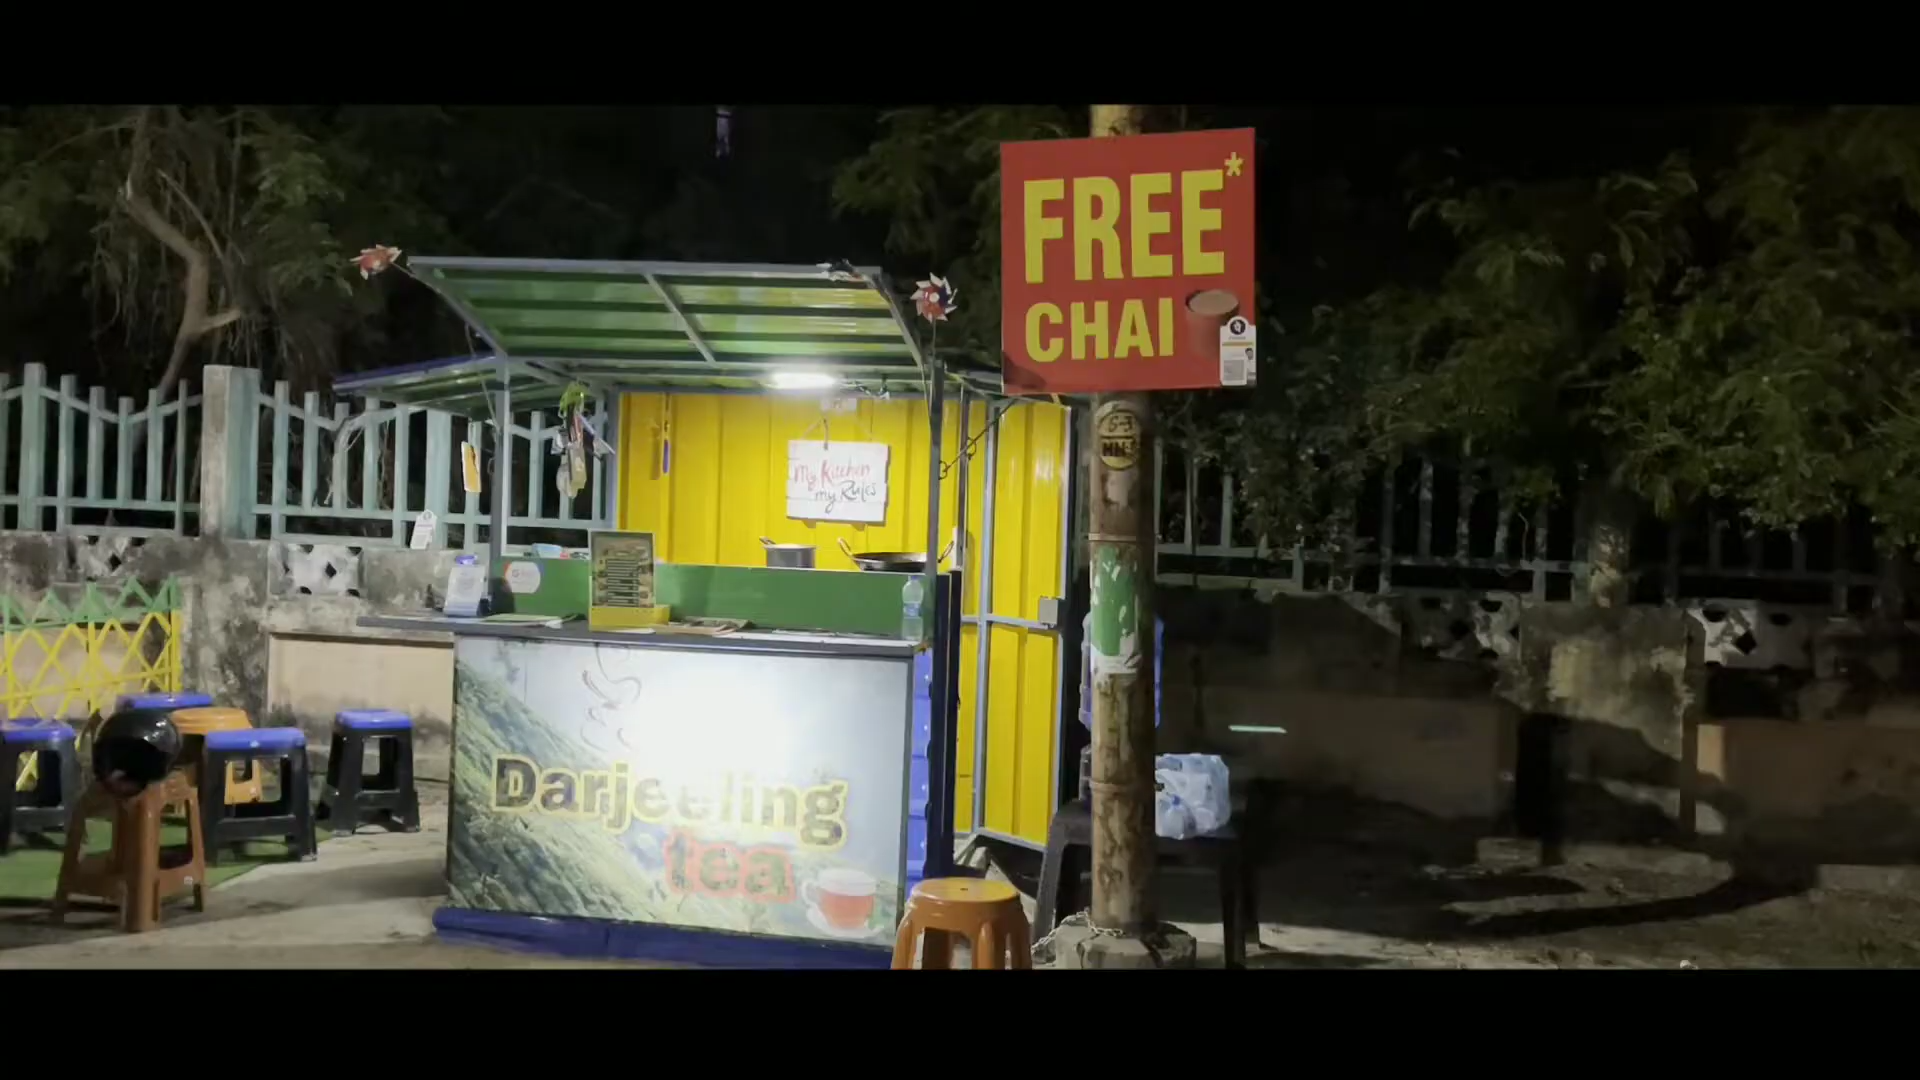 FREE*
CHAI
My Kitchen
my Rules
Darjeeling
tea